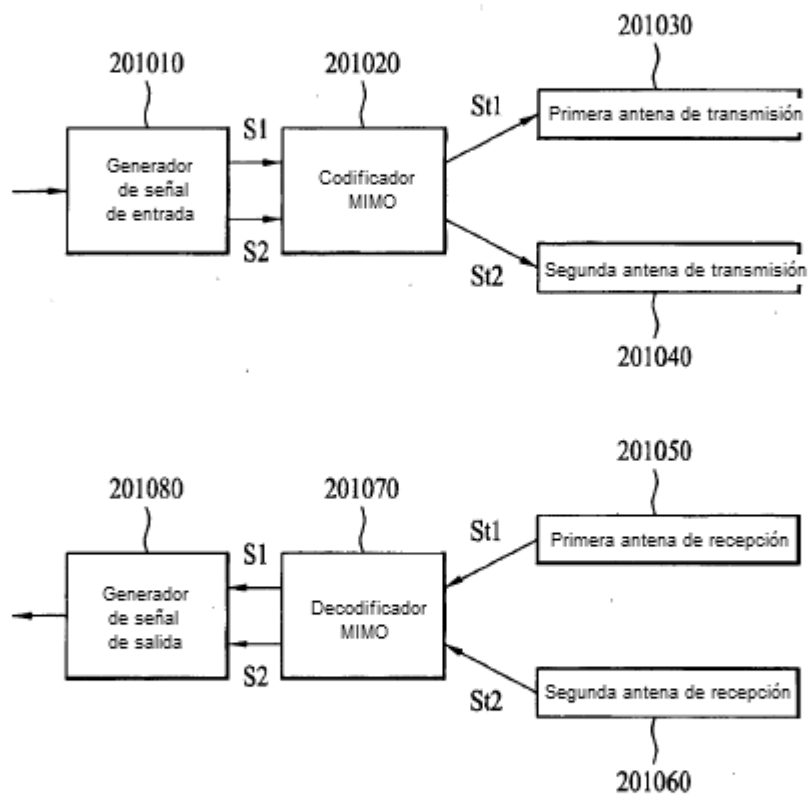 201010
201020
201030
S1
St1
Generador
de señal
de entrada
Codificador
MIMO
Primera antena de transmisión
S2
St2
Segunda antena de transmisión
201040
201080
201070
201050
S1
St1
Generador
de señal
de salida
Decodificador
MIMO
Primera antena de recepción
S2
St2
Segunda antena de recepción
201060